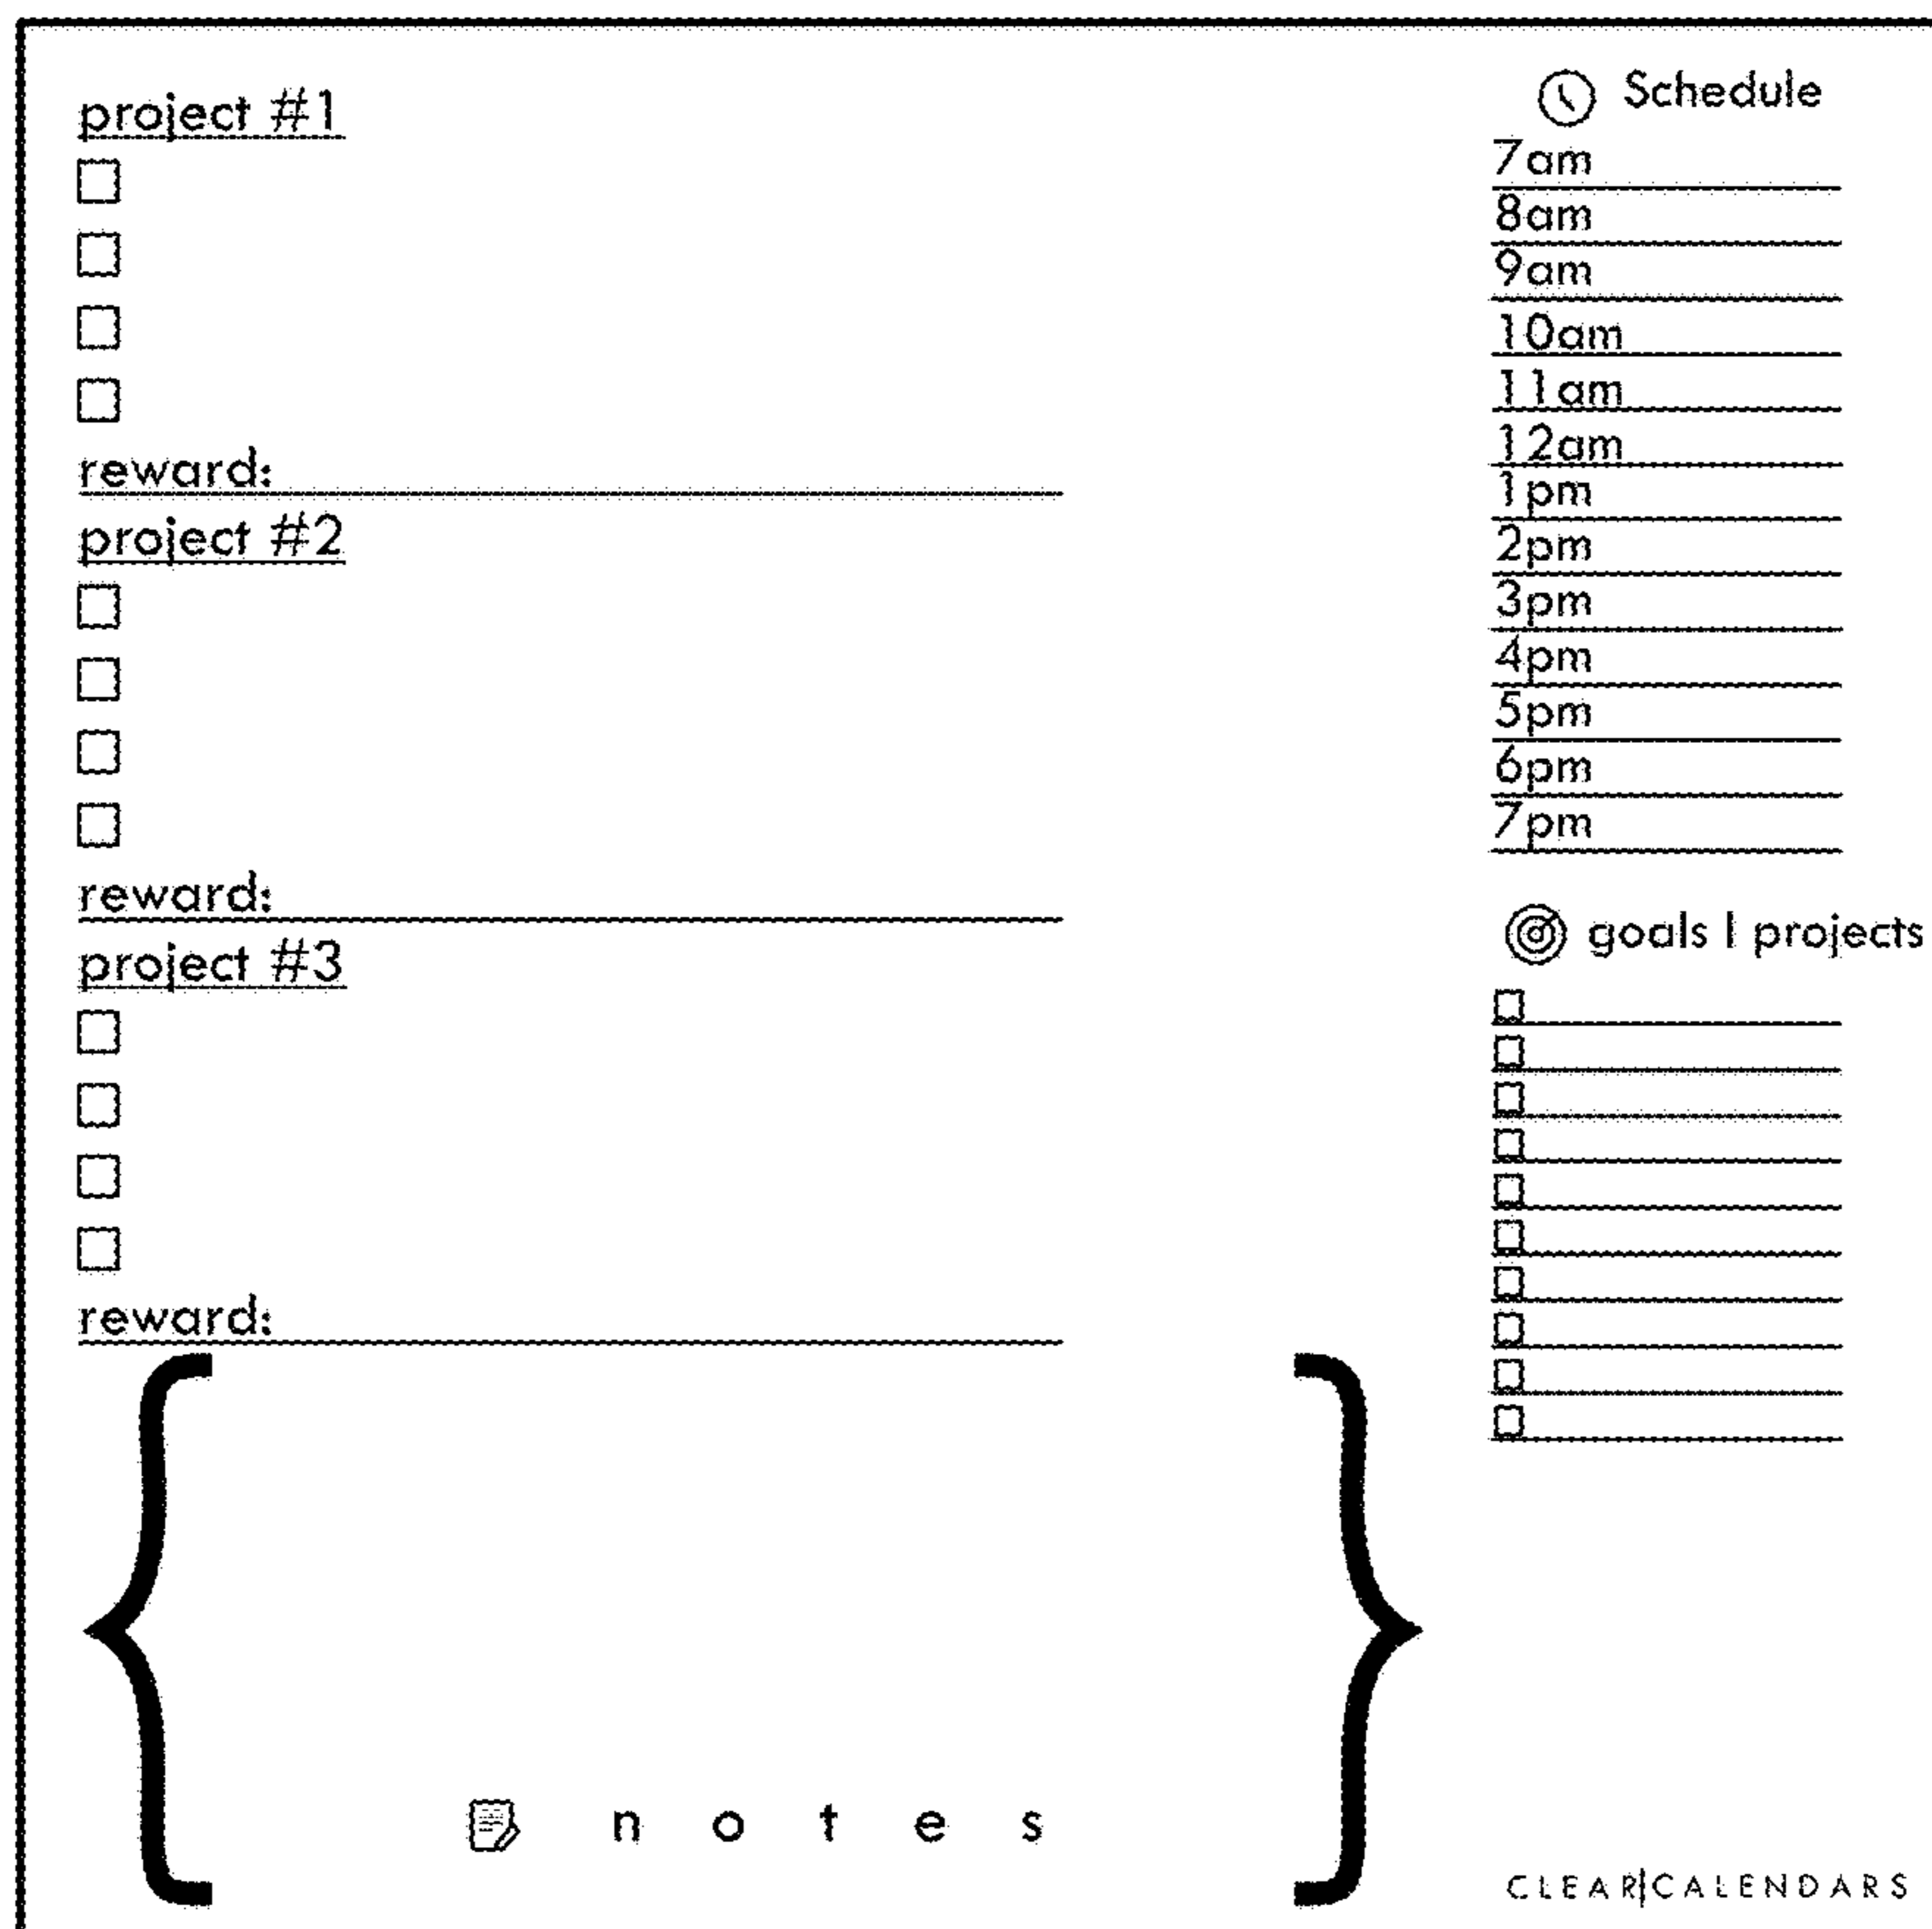 project #1
reward:
project #2
reward:
project #3
reward:
notes
Schedule
7am
8am
9am
10am
11am
12am
1pm
2pm
3pm
4pm
5pm
6pm
7pm
goals | projects
CLEAR|CALENDARS